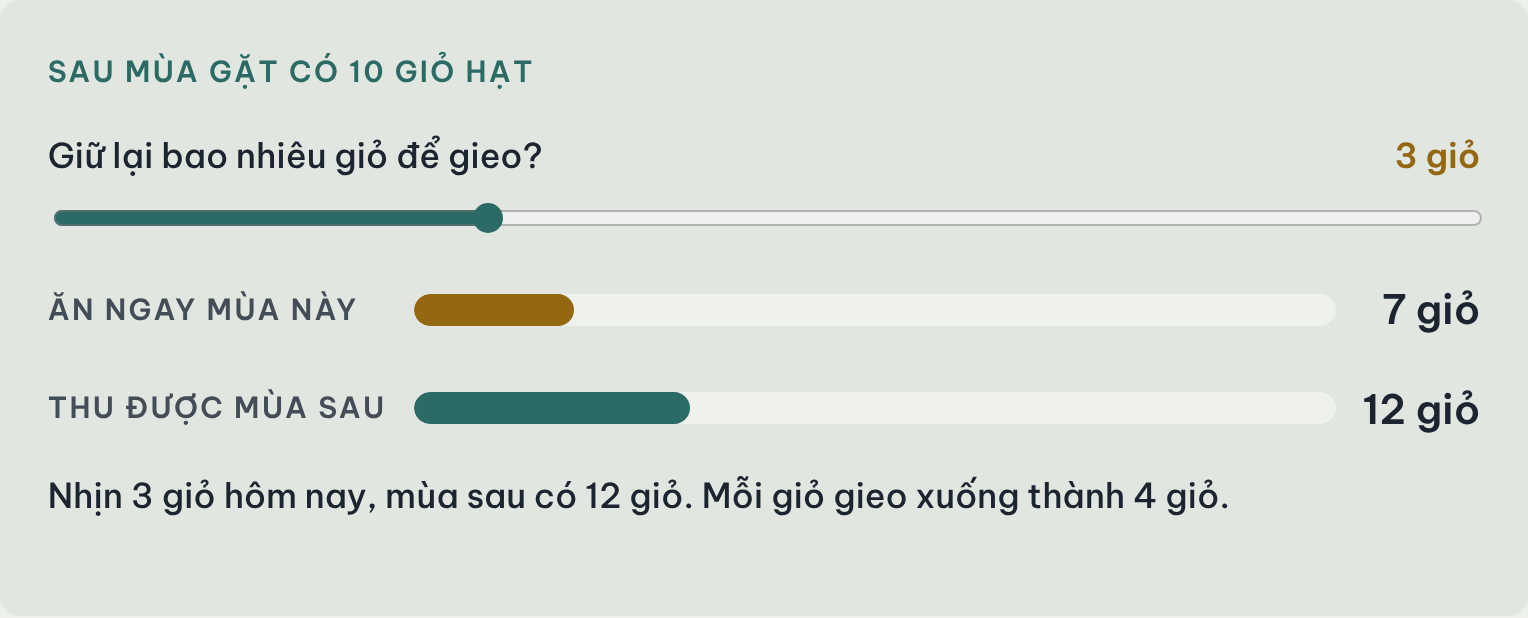 SAU MÙA GẶT CÓ 10 GIỎ HẠT
Giữ lại bao nhiêu giỏ để gieo?
3 giỏ
ĂN NGAY MÙA NÀY
7 giỏ
THU ĐƯỢC MÙA SAU
12 giỏ
Nhịn 3 giỏ hôm nay, mùa sau có 12 giỏ. Mỗi giỏ gieo xuống thành 4 giỏ.